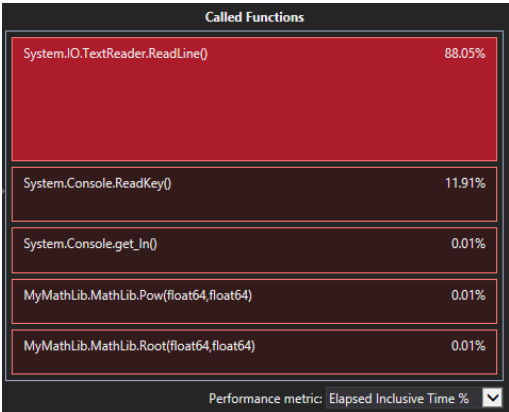 Called Functions
System.IO.TextReader.ReadLine() 88.05%
System.Console.ReadKey() 11.91%
System.Console.get_In() 0.01%
MyMathLib.MathLib.Pow(float64,float64) 0.01%
MyMathLib.MathLib.Root(float64,float64) 0.01%
Performance metric: Elapsed Inclusive Time %